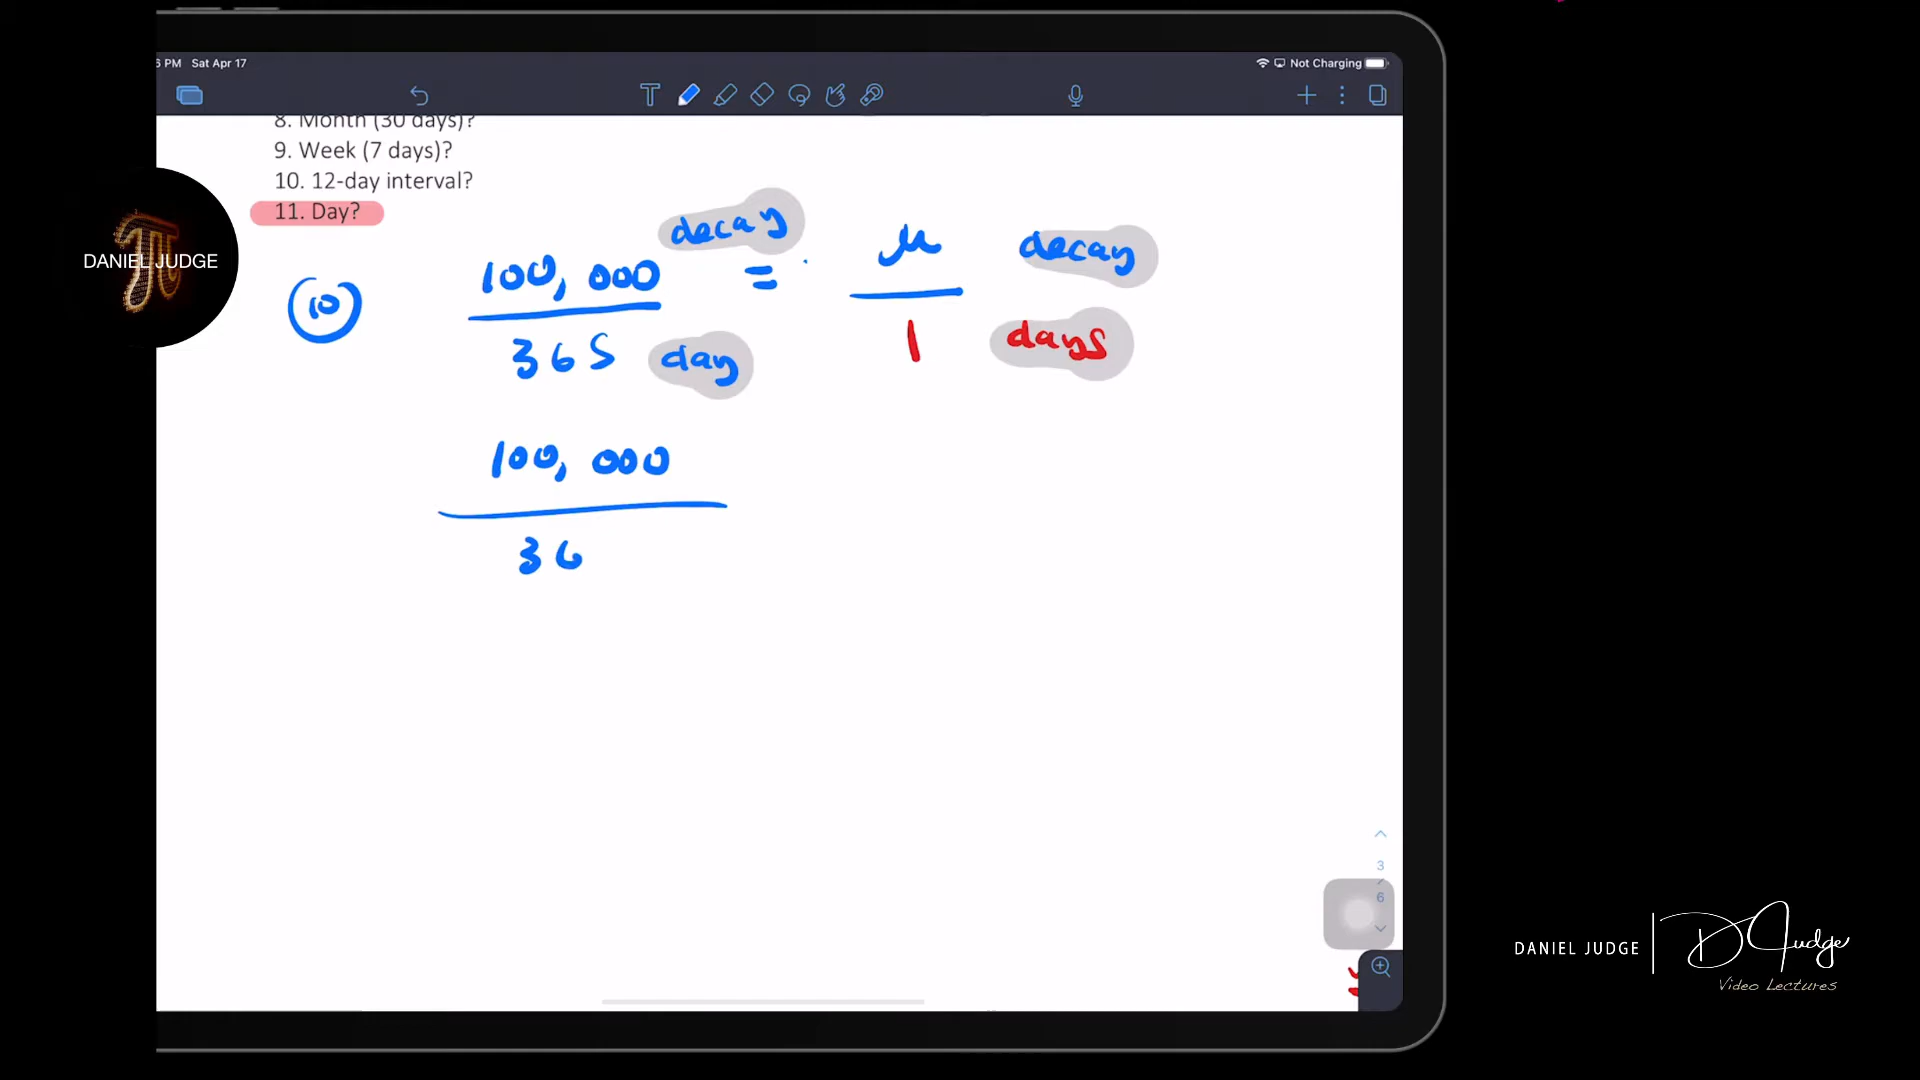 6 PM Sat Apr 17
Not Charging
8. Month (30 days)?
9. Week (7 days)?
10. 12-day interval?
11. Day?
DANIEL JUDGE
10
100,000 decay = μ decay
365 day 1 days
100,000
36
3
6
DANIEL JUDGE
DJudge
Video Lectures